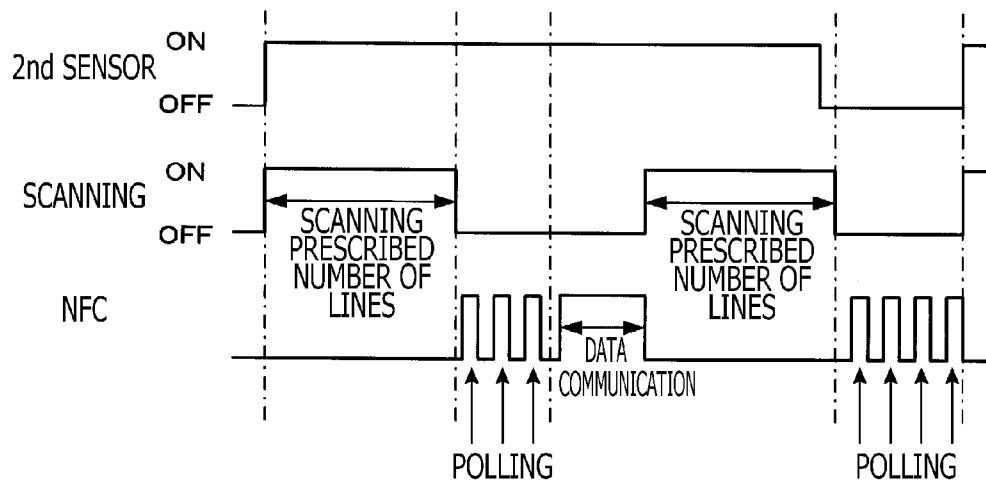 ON
2nd SENSOR
OFF
ON
SCANNING
OFF
SCANNING
PRESCRIBED
NUMBER OF
LINES
SCANNING
PRESCRIBED
NUMBER OF
LINES
NFC
DATA
COMMUNICATION
POLLING
POLLING